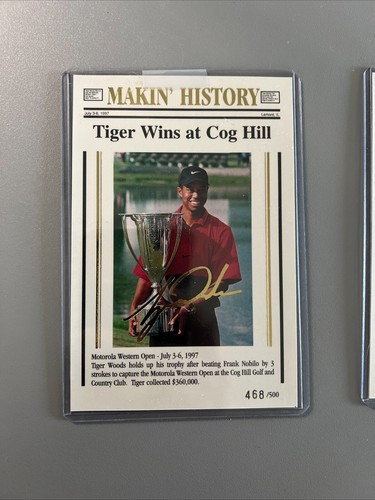 MAKIN' HISTORY
July 3-6, 1997 Lemont, IL
Tiger Wins at Cog Hill
Motorola Western Open - July 3-6, 1997
Tiger Woods holds up his trophy after beating Frank Nobilo by 3
strokes to capture the Motorola Western Open at the Cog Hill Golf and
Country Club. Tiger collected $360,000.
468/500